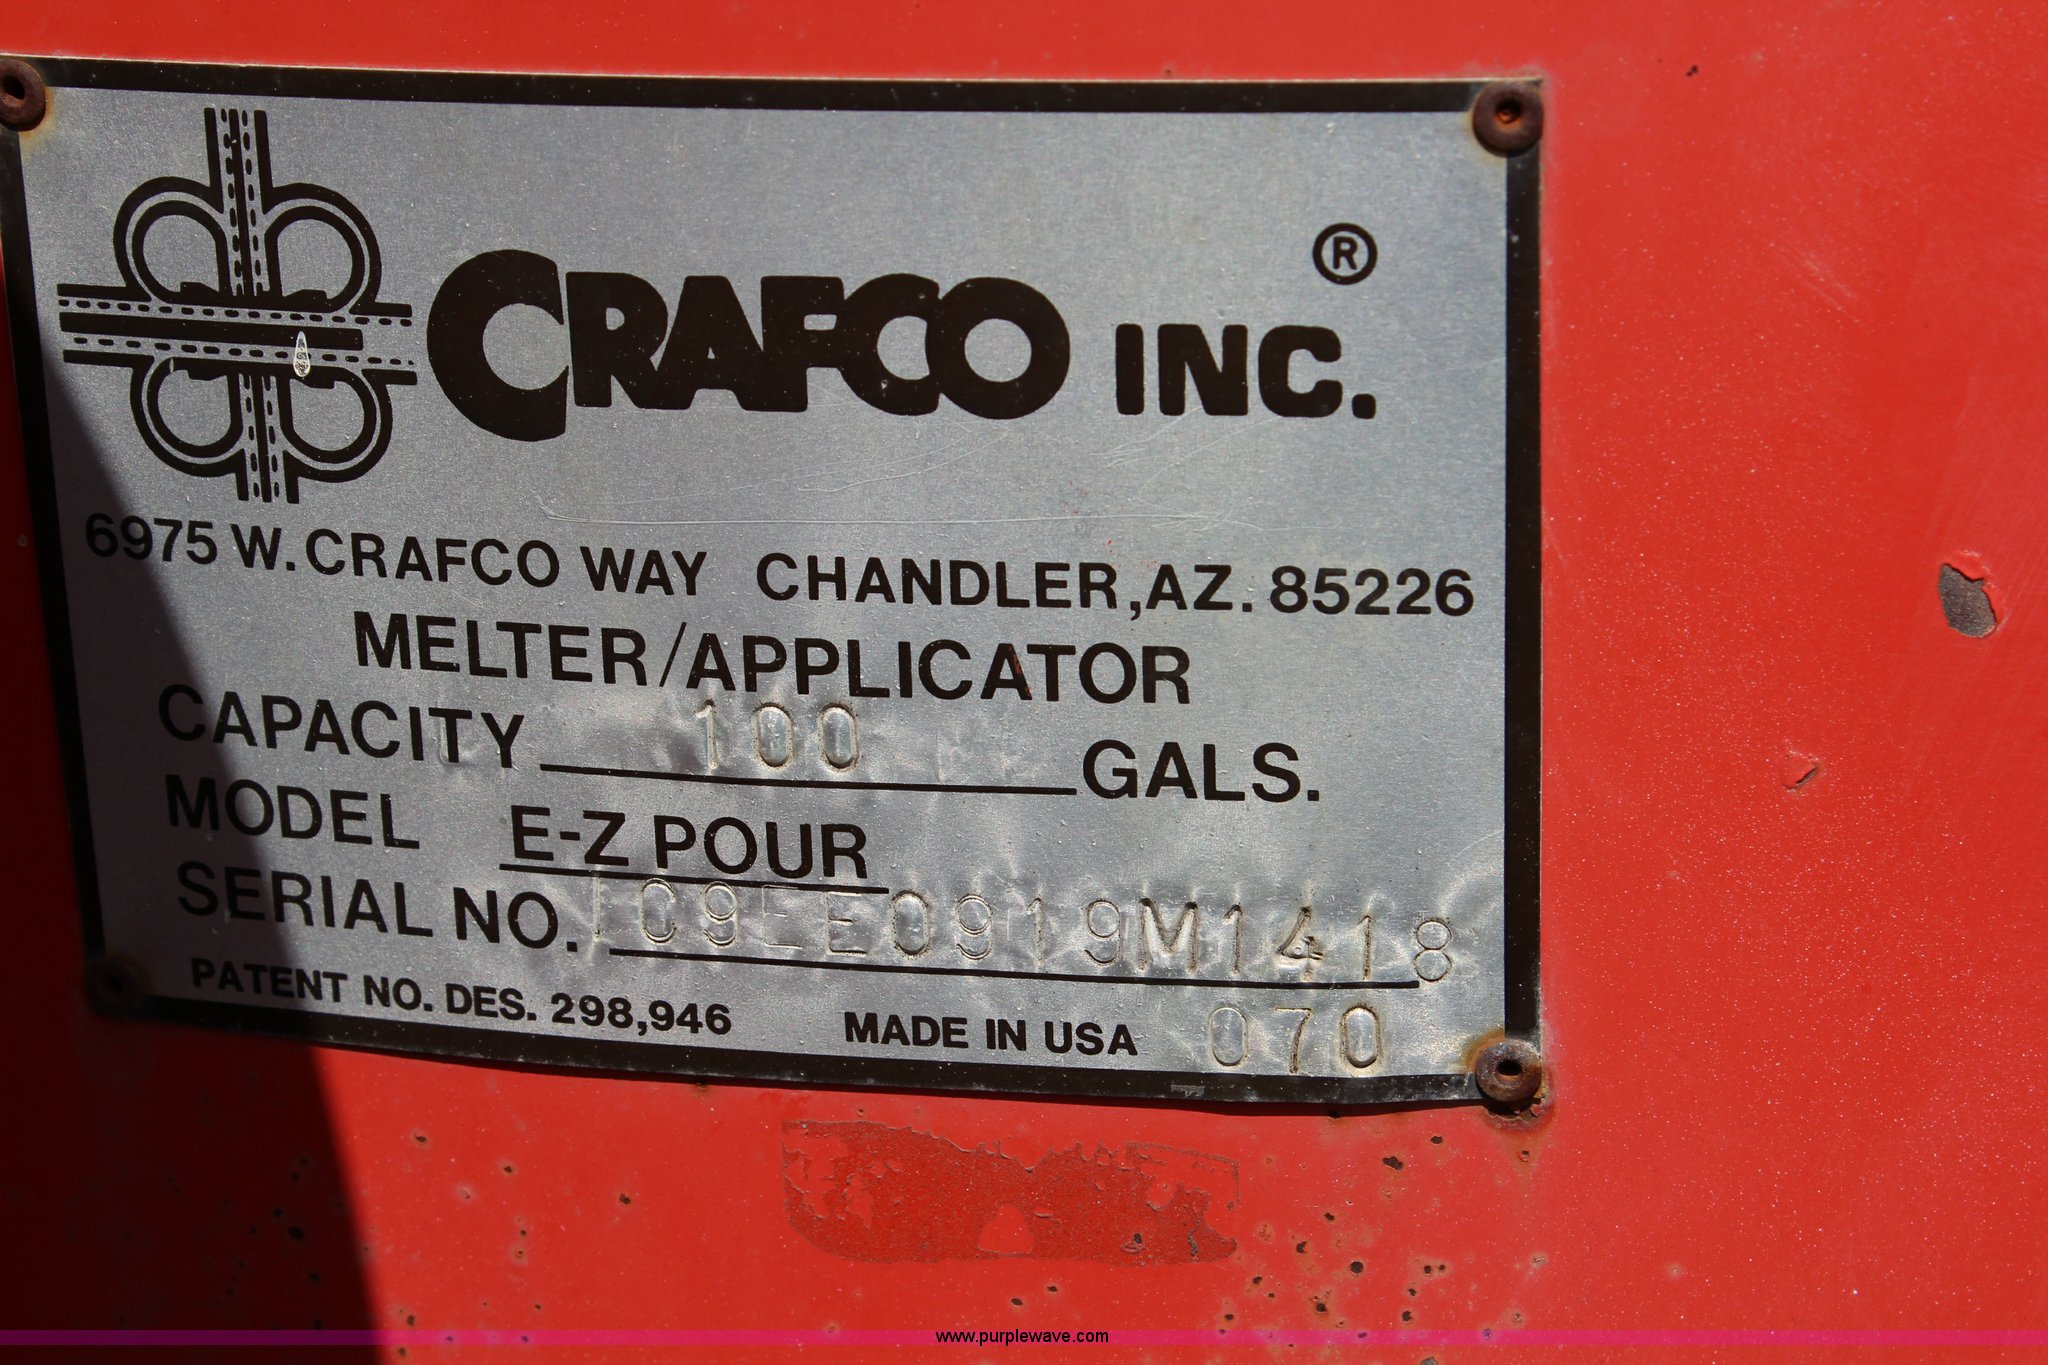 CRAFCO INC. ®
6975 W. CRAFCO WAY CHANDLER, AZ. 85226
MELTER/APPLICATOR
CAPACITY 100 GALS.
MODEL E-Z POUR
SERIAL NO. 1C9EE0919M1418
070
PATENT NO. DES. 298,946 MADE IN USA
www.purplewave.com